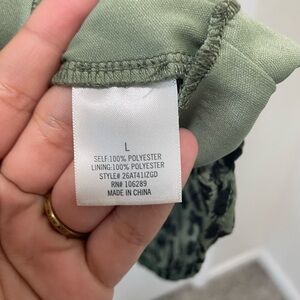 L
SELF:100% POLYESTER
LINING:100% POLYESTER
STYLE# 26AT41IZGD
RN# 106289
MADE IN CHINA